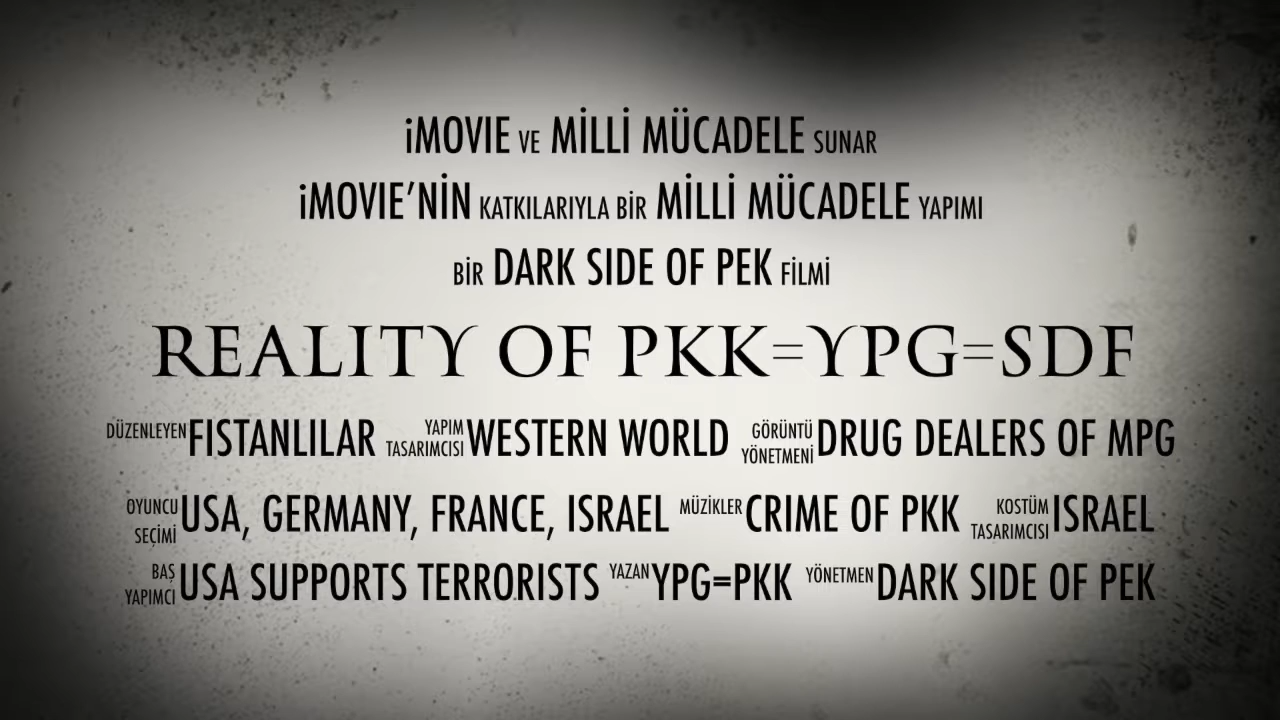 iMOVIE VE MİLLİ MÜCADELE SUNAR
iMOVIE'NİN KATKILARIYLA BİR MİLLİ MÜCADELE YAPIMI
BİR DARK SIDE OF PEK FİLMİ
REALITY OF PKK=YPG=SDF
DÜZENLEYEN FISTANLILAR YAPIM TASARIMCISI WESTERN WORLD GÖRÜNTÜ YÖNETMENİ DRUG DEALERS OF MPG
OYUNCU SEÇİMİ USA, GERMANY, FRANCE, ISRAEL MÜZİKLER CRIME OF PKK KOSTÜM TASARIMCISI ISRAEL
BAŞ YAPIMCI USA SUPPORTS TERRORISTS YAZAN YPG=PKK YÖNETMEN DARK SIDE OF PEK